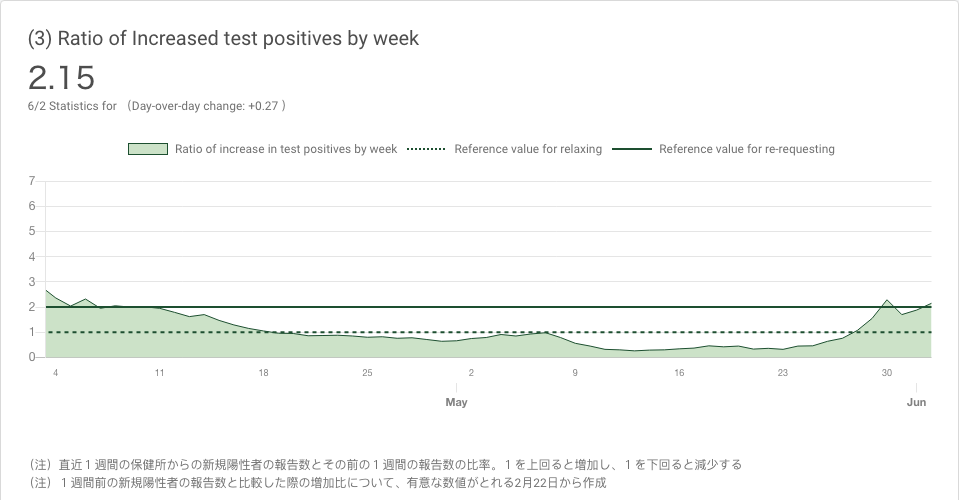 (3) Ratio of Increased test positives by week
2.15
6/2 Statistics for （Day-over-day change: +0.27 ）
Ratio of increase in test positives by week Reference value for relaxing Reference value for re-requesting
7
6
5
4
3
2
1
0
4 11 18 25 2 9 16 23 30
May Jun
（注）直近１週間の保健所からの新規陽性者の報告数とその前の１週間の報告数の比率。１を上回ると増加し、１を下回ると減少する
（注）１週間前の新規陽性者の報告数と比較した際の増加比について、有意な数値がとれる2月22日から作成